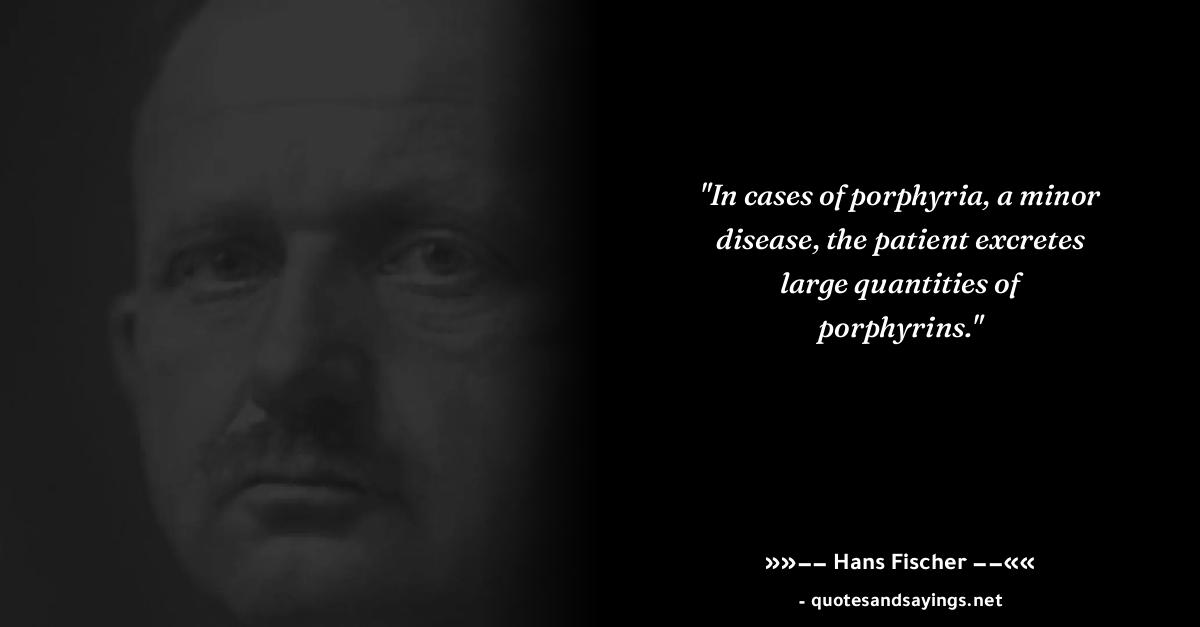 "In cases of porphyria, a minor
disease, the patient excretes
large quantities of
porphyrins."
»»−− Hans Fischer −−««
- quotesandsayings.net